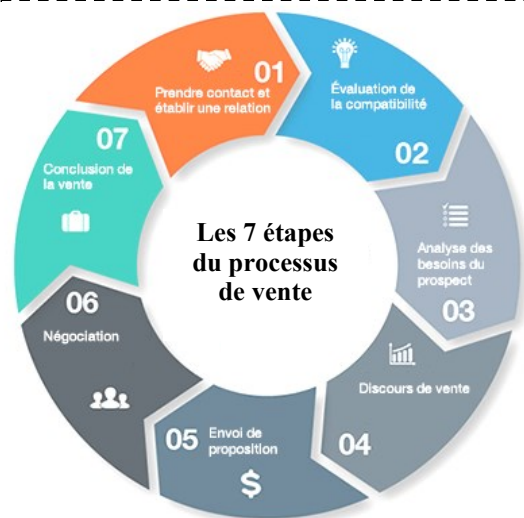 Les 7 étapes
du processus
de vente
01
Prendre contact et
établir une relation
Évaluation de
la compatibilité
02
Analyse des
besoins du
prospect
03
Discours de vente
04
05
Envoi de
proposition
$
06
Négociation
07
Conclusion de
la vente